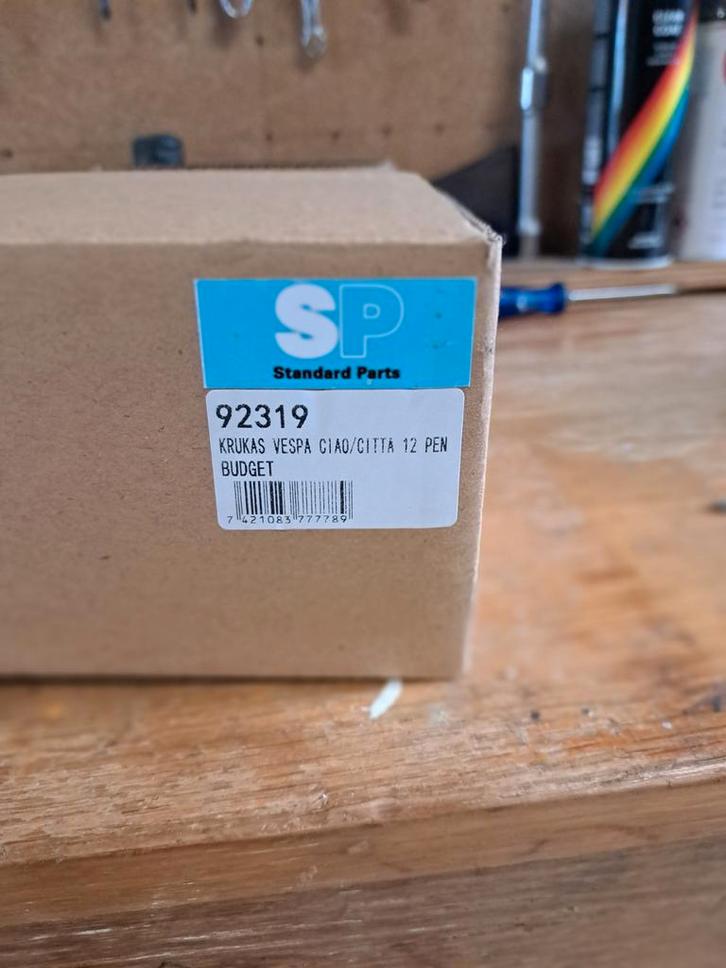 SP
Standard Parts
92319
KRUKAS VESPA CIAO/CITTA 12 PEN
BUDGET
7 421083 777789